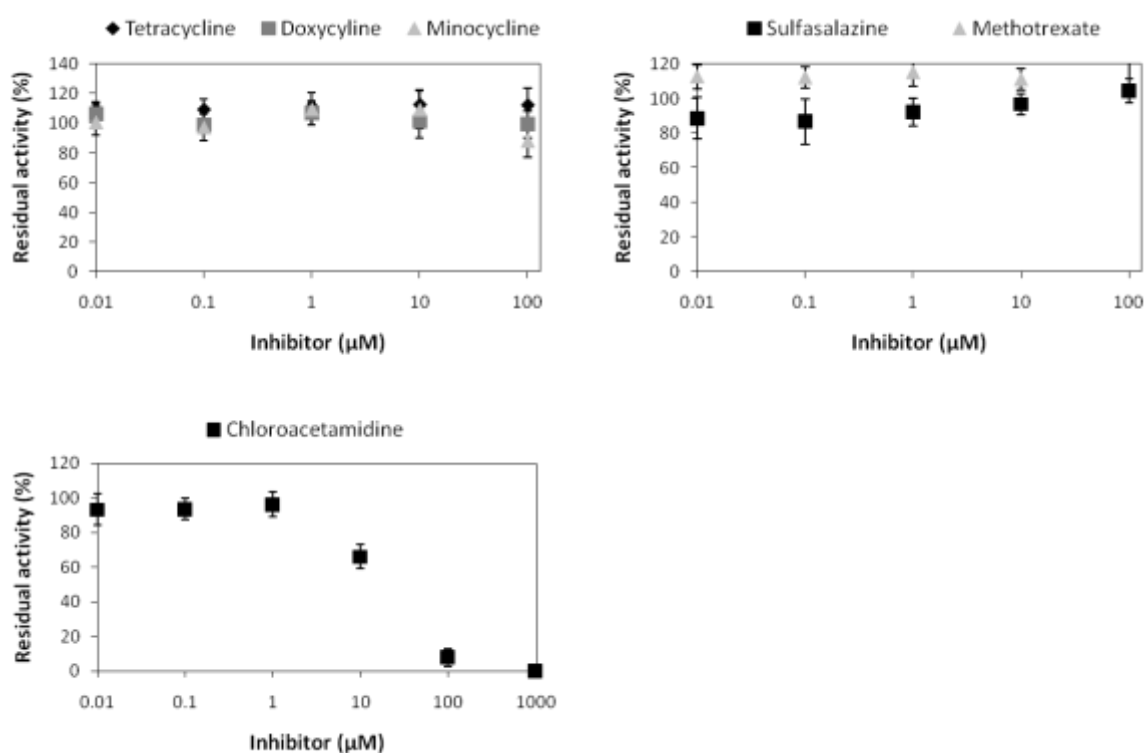 Tetracycline Doxycyline Minocycline
Residual activity (%)
140
120
100
80
60
40
20
0
0.01 0.1 1 10 100
Inhibitor (µM)
Sulfasalazine Methotrexate
Residual activity (%)
120
100
80
60
40
20
0
0.01 0.1 1 10 100
Inhibitor (µM)
Chloroacetamidine
Residual activity (%)
120
100
80
60
40
20
0
0.01 0.1 1 10 100 1000
Inhibitor (µM)